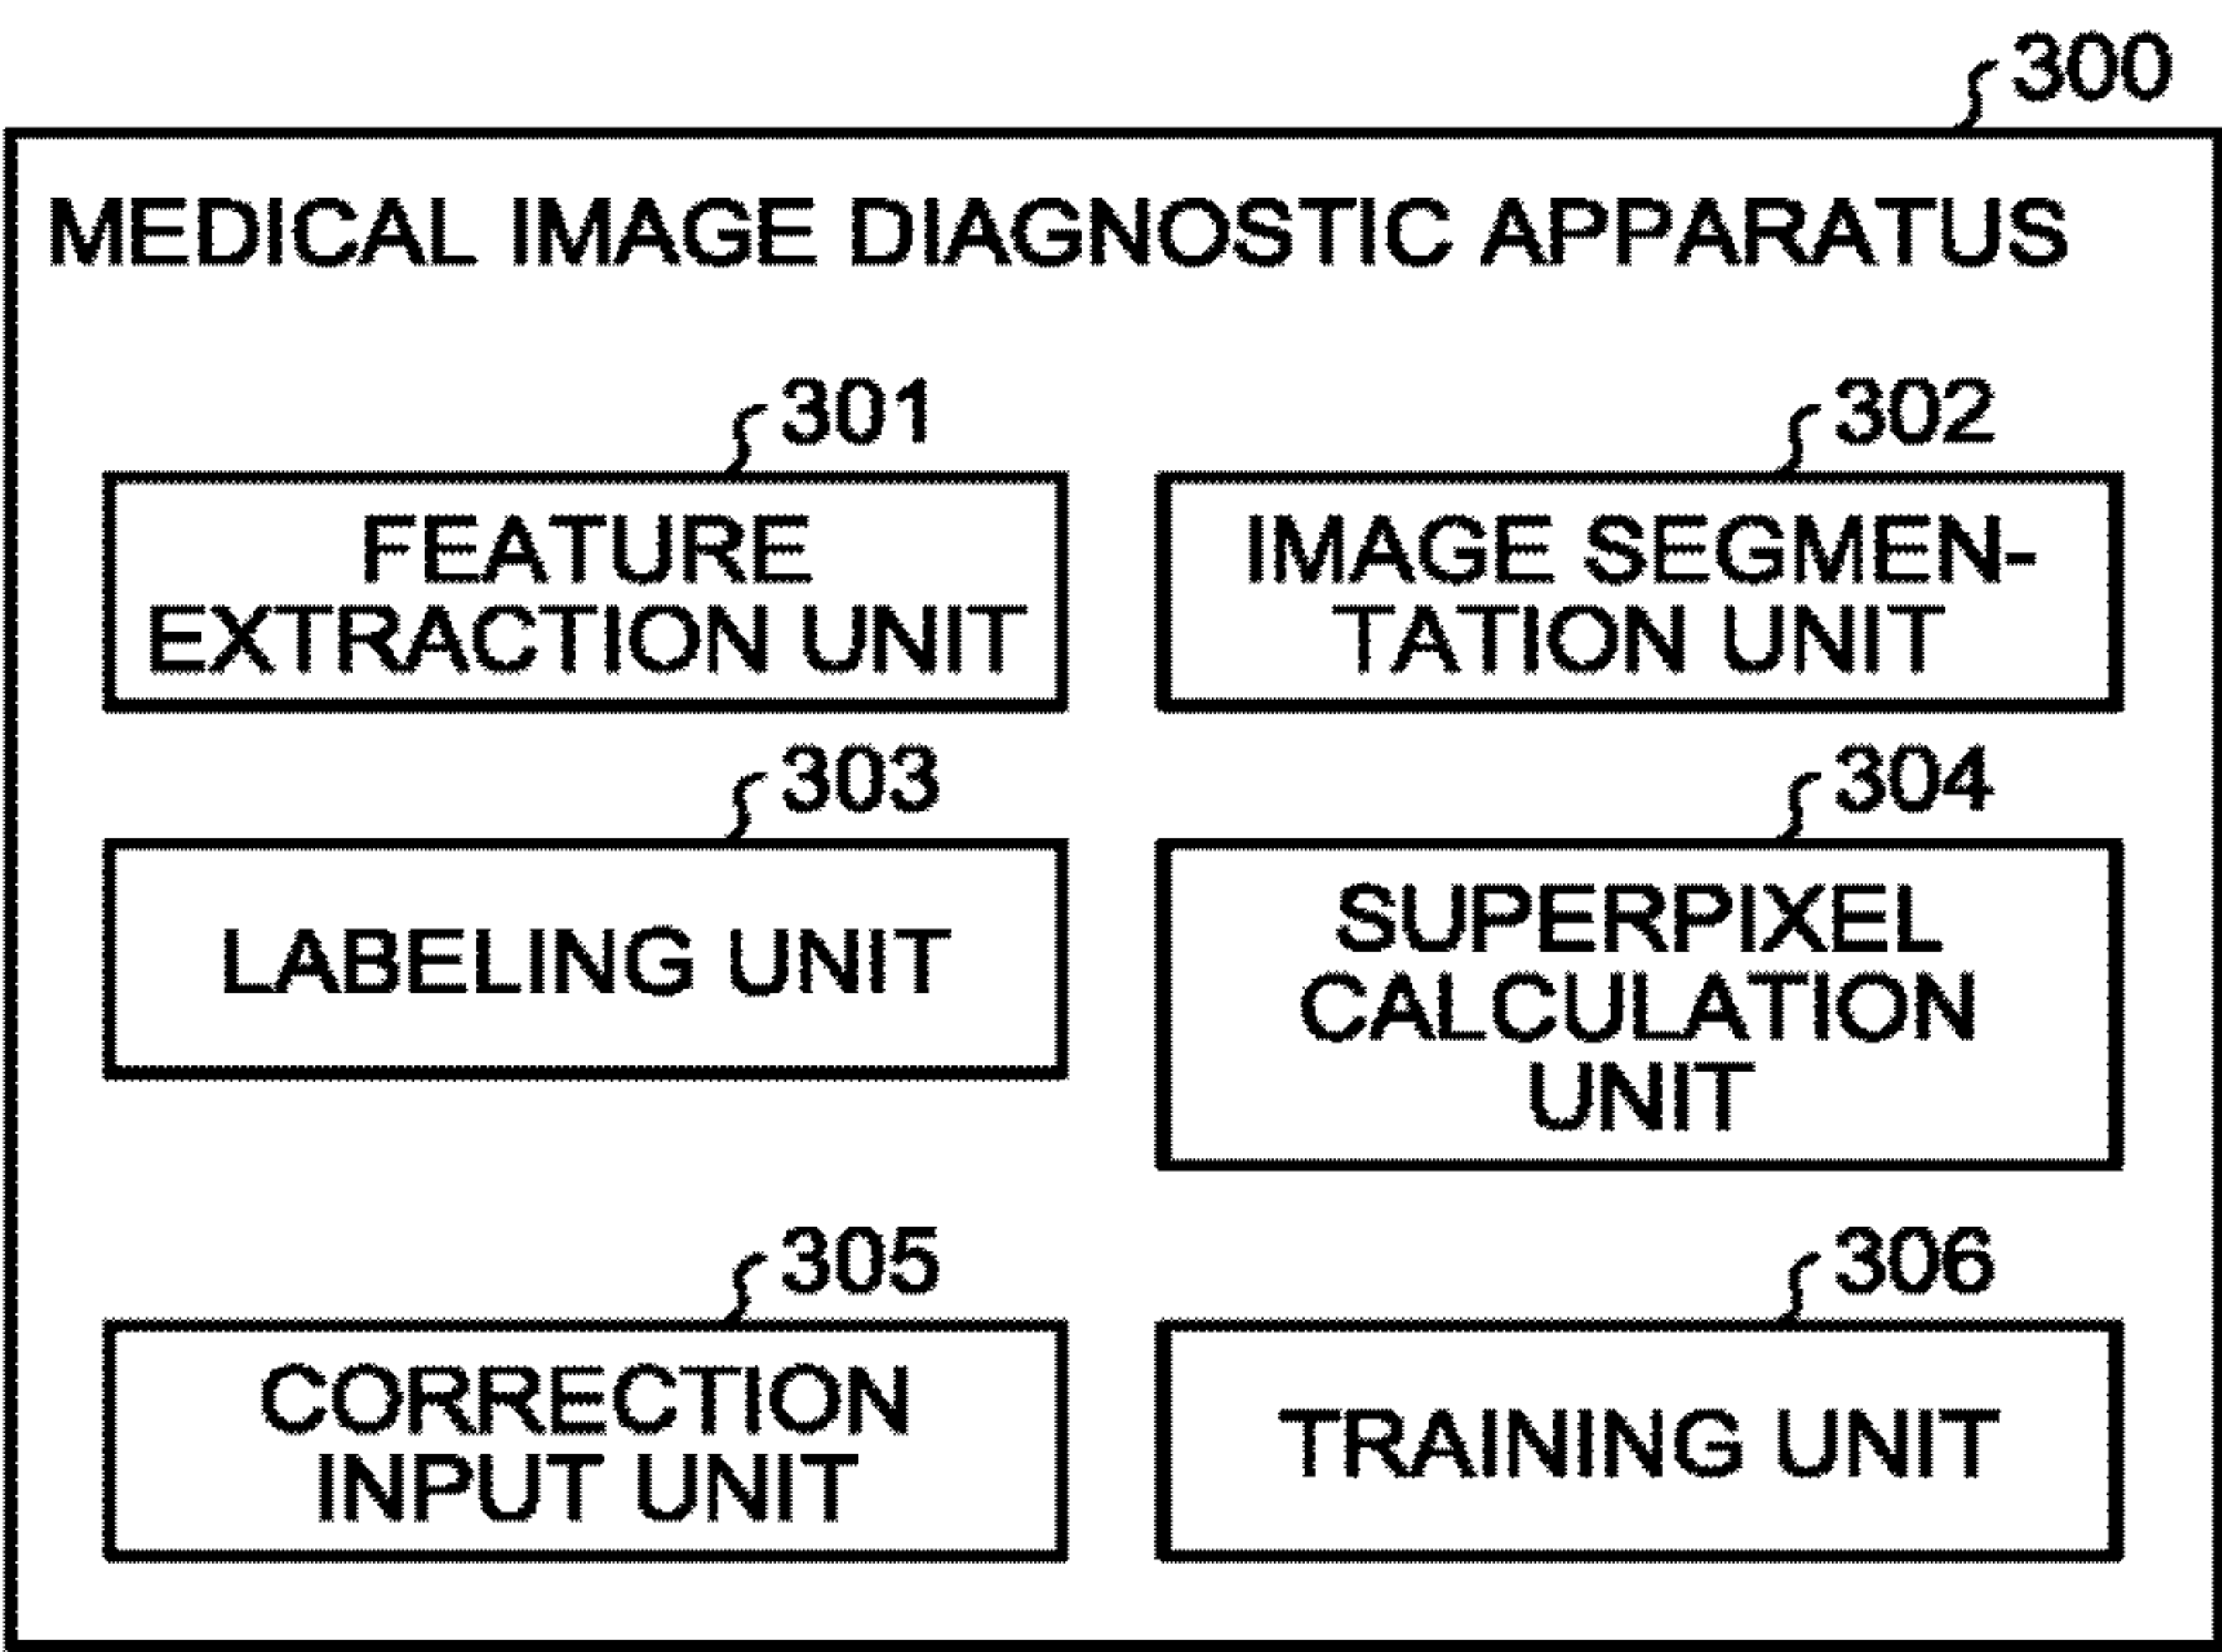 300
MEDICAL IMAGE DIAGNOSTIC APPARATUS
301
FEATURE
EXTRACTION UNIT
302
IMAGE SEGMEN-
TATION UNIT
303
LABELING UNIT
304
SUPERPIXEL
CALCULATION
UNIT
305
CORRECTION
INPUT UNIT
306
TRAINING UNIT